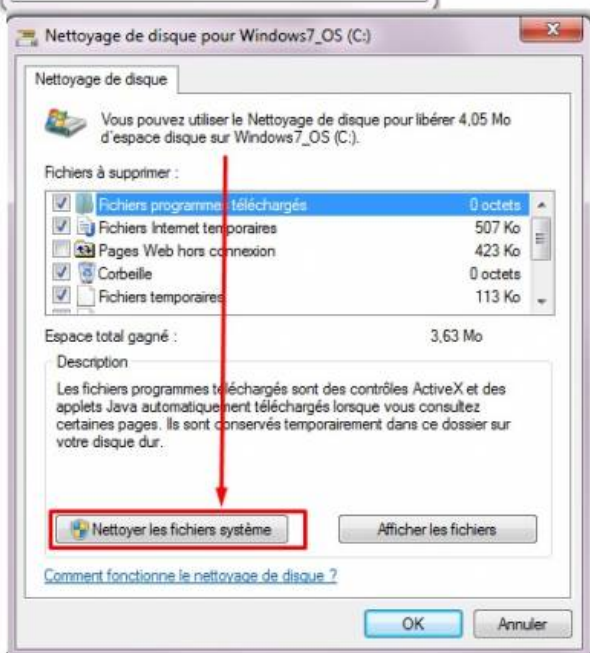 Nettoyage de disque pour Windows7_OS (C:)
Nettoyage de disque
Vous pouvez utiliser le Nettoyage de disque pour libérer 4,05 Mo
d'espace disque sur Windows7_OS (C:).
Fichiers à supprimer :
Fichiers programmes téléchargés 0 octets
Fichiers Internet temporaires 507 Ko
Pages Web hors connexion 423 Ko
Corbeille 0 octets
Fichiers temporaires 113 Ko
Espace total gagné : 3,63 Mo
Description
Les fichiers programmes téléchargés sont des contrôles ActiveX et des
applets Java automatiquement téléchargés lorsque vous consultez
certaines pages. Ils sont conservés temporairement dans ce dossier sur
votre disque dur.
Nettoyer les fichiers système
Afficher les fichiers
Comment fonctionne le nettoyage de disque ?
OK
Annuler